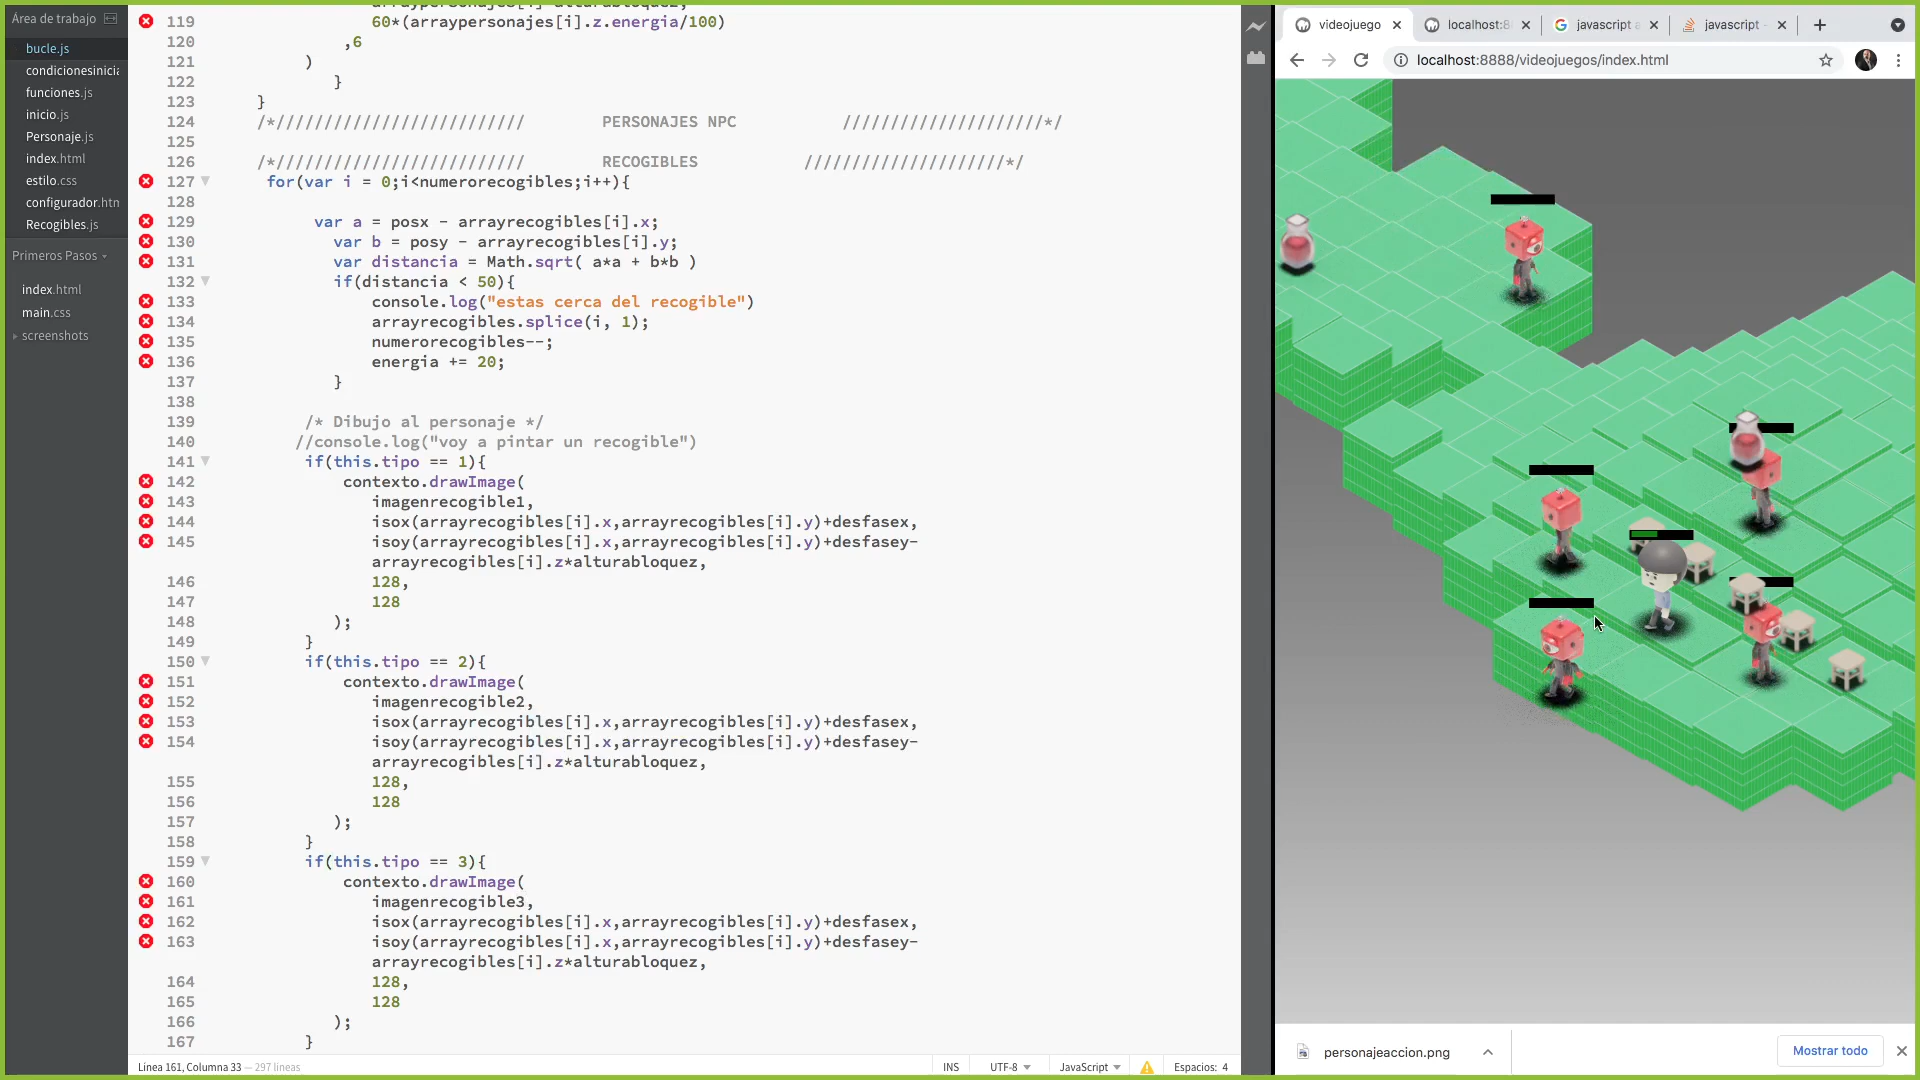 Área de trabajo
bucle.js
condicionesinicia
funciones.js
inicio.js
Personaje.js
index.html
estilo.css
configurador.htm
Recogibles.js
Primeros Pasos
index.html
main.css
screenshots
119 60*(arraypersonajes[i].z.energia/100)
120 ,6
121 )
122 }
123 }
124 /*////////////////////////// PERSONAJES NPC /////////////////////*/
125
126 /*////////////////////////// RECOGIBLES /////////////////////*/
127 for(var i = 0;i<numerorecogibles;i++){
128
129 var a = posx - arrayrecogibles[i].x;
130 var b = posy - arrayrecogibles[i].y;
131 var distancia = Math.sqrt( a*a + b*b )
132 if(distancia < 50){
133 console.log("estas cerca del recogible")
134 arrayrecogibles.splice(i, 1);
135 numerorecogibles--;
136 energia += 20;
137 }
138
139 /* Dibujo al personaje */
140 //console.log("voy a pintar un recogible")
141 if(this.tipo == 1){
142 contexto.drawImage(
143 imagenrecogible1,
144 isox(arrayrecogibles[i].x,arrayrecogibles[i].y)+desfasex,
145 isoy(arrayrecogibles[i].x,arrayrecogibles[i].y)+desfasey-
arrayrecogibles[i].z*alturabloquez,
146 128,
147 128
148 );
149 }
150 if(this.tipo == 2){
151 contexto.drawImage(
152 imagenrecogible2,
153 isox(arrayrecogibles[i].x,arrayrecogibles[i].y)+desfasex,
154 isoy(arrayrecogibles[i].x,arrayrecogibles[i].y)+desfasey-
arrayrecogibles[i].z*alturabloquez,
155 128,
156 128
157 );
158 }
159 if(this.tipo == 3){
160 contexto.drawImage(
161 imagenrecogible3,
162 isox(arrayrecogibles[i].x,arrayrecogibles[i].y)+desfasex,
163 isoy(arrayrecogibles[i].x,arrayrecogibles[i].y)+desfasey-
arrayrecogibles[i].z*alturabloquez,
164 128,
165 128
166 );
167 }
Línea 161, Columna 33 — 297 líneas INS UTF-8 JavaScript Espacios: 4
videojuego localhost:8 javascript a javascript -
localhost:8888/videojuegos/index.html
personajeaccion.png Mostrar todo